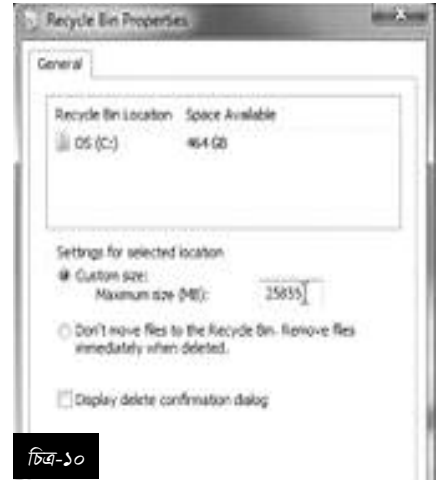 Recycle Bin Properties
General
Recycle Bin Location Space Available
OS (C:) 464 GB
Settings for selected location
Custom size:
Maximum size (MB): 25855
Don't move files to the Recycle Bin. Remove files
immediately when deleted.
Display delete confirmation dialog
চিত্র-১০